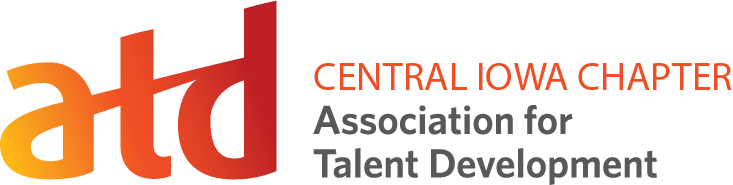 atd
CENTRAL IOWA CHAPTER
Association for
Talent Development